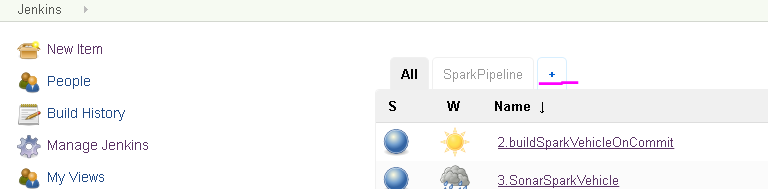 Jenkins
New Item
People
Build History
Manage Jenkins
My Views
All SparkPipeline +
S W Name ↓
2.buildSparkVehicleOnCommit
3.SonarSparkVehicle